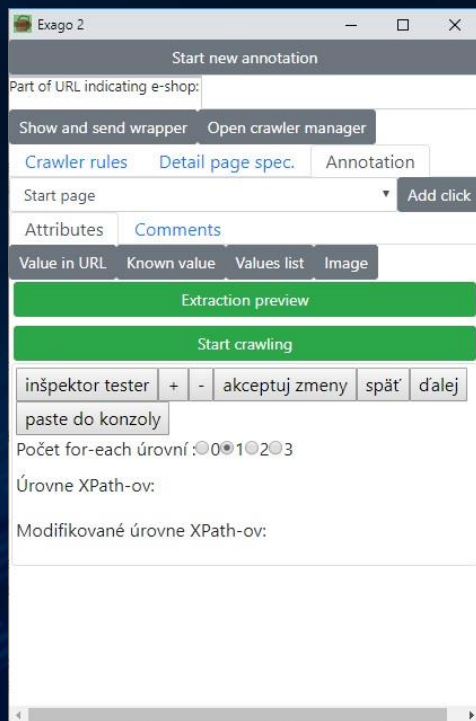 Exago 2
Start new annotation
Part of URL indicating e-shop:
Show and send wrapper Open crawler manager
Crawler rules Detail page spec. Annotation
Start page Add click
Attributes Comments
Value in URL Known value Values list Image
Extraction preview
Start crawling
inšpektor tester + - akceptuj zmeny späť ďalej
paste do konzoly
Počet for-each úrovní :0 1 2 3
Úrovne XPath-ov:
Modifikované úrovne XPath-ov: